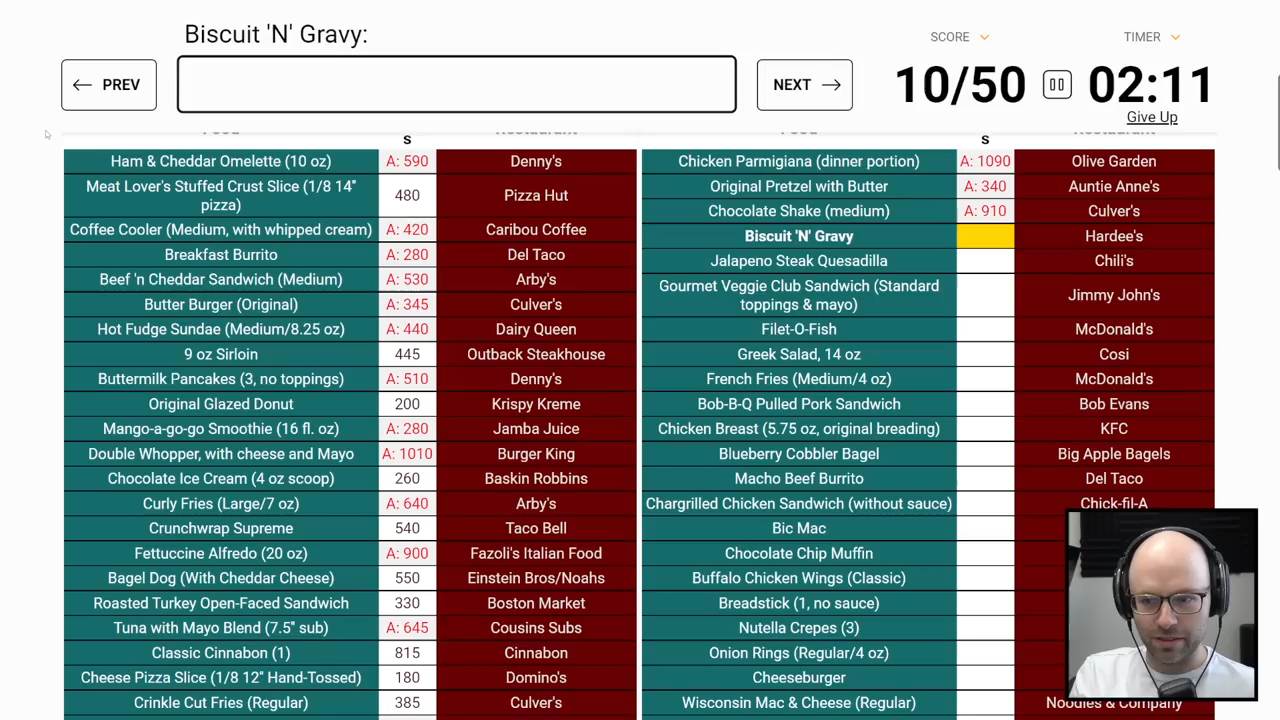 Biscuit 'N' Gravy:
SCORE
TIMER
← PREV
NEXT →
10/50
02:11
Give Up
s
s
Ham & Cheddar Omelette (10 oz) A: 590 Denny's
Meat Lover's Stuffed Crust Slice (1/8 14"
pizza) 480 Pizza Hut
Coffee Cooler (Medium, with whipped cream) A: 420 Caribou Coffee
Breakfast Burrito A: 280 Del Taco
Beef 'n Cheddar Sandwich (Medium) A: 530 Arby's
Butter Burger (Original) A: 345 Culver's
Hot Fudge Sundae (Medium/8.25 oz) A: 440 Dairy Queen
9 oz Sirloin 445 Outback Steakhouse
Buttermilk Pancakes (3, no toppings) A: 510 Denny's
Original Glazed Donut 200 Krispy Kreme
Mango-a-go-go Smoothie (16 fl. oz) A: 280 Jamba Juice
Double Whopper, with cheese and Mayo A: 1010 Burger King
Chocolate Ice Cream (4 oz scoop) 260 Baskin Robbins
Curly Fries (Large/7 oz) A: 640 Arby's
Crunchwrap Supreme 540 Taco Bell
Fettuccine Alfredo (20 oz) A: 900 Fazoli's Italian Food
Bagel Dog (With Cheddar Cheese) 550 Einstein Bros/Noahs
Roasted Turkey Open-Faced Sandwich 330 Boston Market
Tuna with Mayo Blend (7.5" sub) A: 645 Cousins Subs
Classic Cinnabon (1) 815 Cinnabon
Cheese Pizza Slice (1/8 12" Hand-Tossed) 180 Domino's
Crinkle Cut Fries (Regular) 385 Culver's
Chicken Parmigiana (dinner portion) A: 1090 Olive Garden
Original Pretzel with Butter A: 340 Auntie Anne's
Chocolate Shake (medium) A: 910 Culver's
Biscuit 'N' Gravy Hardee's
Jalapeno Steak Quesadilla Chili's
Gourmet Veggie Club Sandwich (Standard
toppings & mayo) Jimmy John's
Filet-O-Fish McDonald's
Greek Salad, 14 oz Cosi
French Fries (Medium/4 oz) McDonald's
Bob-B-Q Pulled Pork Sandwich Bob Evans
Chicken Breast (5.75 oz, original breading) KFC
Blueberry Cobbler Bagel Big Apple Bagels
Macho Beef Burrito Del Taco
Chargrilled Chicken Sandwich (without sauce) Chick-fil-A
Bic Mac
Chocolate Chip Muffin
Buffalo Chicken Wings (Classic)
Breadstick (1, no sauce)
Nutella Crepes (3)
Onion Rings (Regular/4 oz)
Cheeseburger
Wisconsin Mac & Cheese (Regular) Noodles & Company